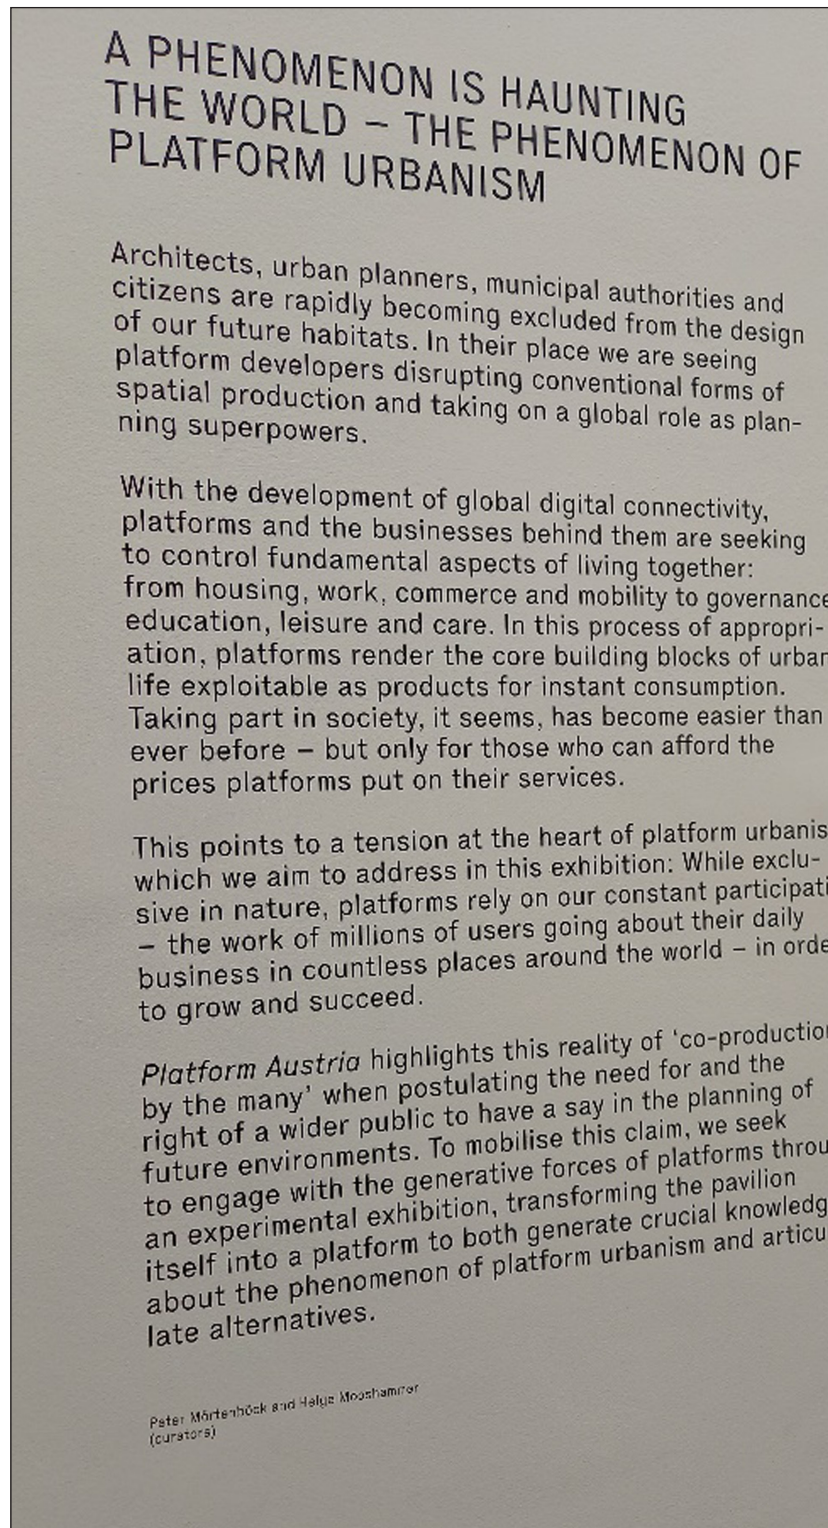 A PHENOMENON IS HAUNTING
THE WORLD – THE PHENOMENON OF
PLATFORM URBANISM
Architects, urban planners, municipal authorities and
citizens are rapidly becoming excluded from the design
of our future habitats. In their place we are seeing
platform developers disrupting conventional forms of
spatial production and taking on a global role as plan-
ning superpowers.
With the development of global digital connectivity,
platforms and the businesses behind them are seeking
to control fundamental aspects of living together:
from housing, work, commerce and mobility to governance
education, leisure and care. In this process of appropri-
ation, platforms render the core building blocks of urban
life exploitable as products for instant consumption.
Taking part in society, it seems, has become easier than
ever before – but only for those who can afford the
prices platforms put on their services.
This points to a tension at the heart of platform urbanis
which we aim to address in this exhibition: While exclu-
sive in nature, platforms rely on our constant participati
– the work of millions of users going about their daily
business in countless places around the world – in orde
to grow and succeed.
Platform Austria highlights this reality of ‘co-production
by the many’ when postulating the need for and the
right of a wider public to have a say in the planning of
future environments. To mobilise this claim, we seek
to engage with the generative forces of platforms throu
an experimental exhibition, transforming the pavilion
itself into a platform to both generate crucial knowledg
about the phenomenon of platform urbanism and articu
late alternatives.
Peter Mörtenböck and Helge Mooshammer
(curators)